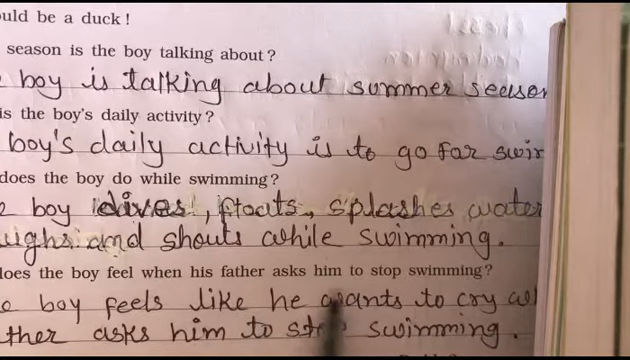 ould be a duck !
season is the boy talking about ?
boy is talking about summer seeson
is the boy's daily activity ?
boy's daily activity is to go for swim
does the boy do while swimming ?
e boy dives, floats, splashes water
ughs and shouts while swimming.
does the boy feel when his father asks him to stop swimming?
e boy feels like he wants to cry
ther asks him to stop swimming.